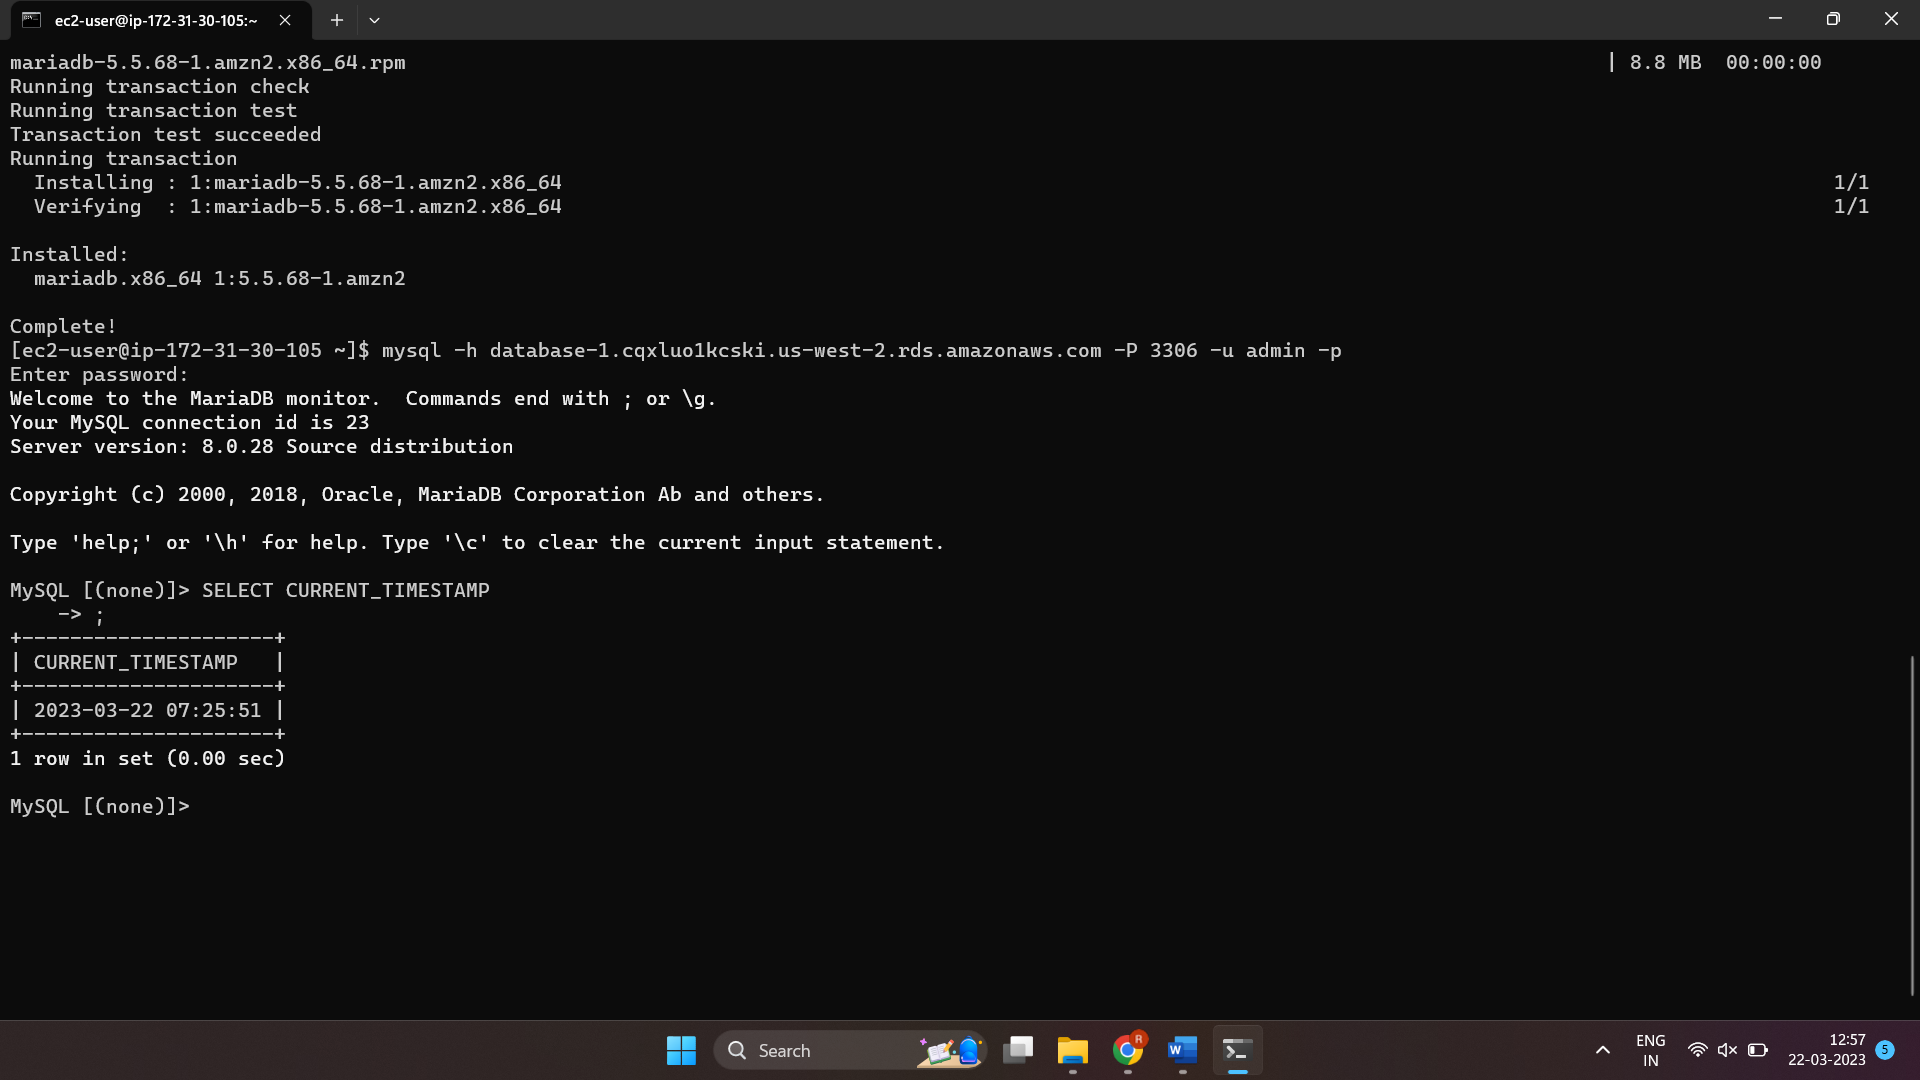 ec2-user@ip-172-31-30-105:~
mariadb-5.5.68-1.amzn2.x86_64.rpm | 8.8 MB 00:00:00
Running transaction check
Running transaction test
Transaction test succeeded
Running transaction
  Installing : 1:mariadb-5.5.68-1.amzn2.x86_64 1/1
  Verifying  : 1:mariadb-5.5.68-1.amzn2.x86_64 1/1
Installed:
  mariadb.x86_64 1:5.5.68-1.amzn2
Complete!
[ec2-user@ip-172-31-30-105 ~]$ mysql -h database-1.cqxluo1kcski.us-west-2.rds.amazonaws.com -P 3306 -u admin -p
Enter password:
Welcome to the MariaDB monitor.  Commands end with ; or \g.
Your MySQL connection id is 23
Server version: 8.0.28 Source distribution
Copyright (c) 2000, 2018, Oracle, MariaDB Corporation Ab and others.
Type 'help;' or '\h' for help. Type '\c' to clear the current input statement.
MySQL [(none)]> SELECT CURRENT_TIMESTAMP
    -> ;
+---------------------+
| CURRENT_TIMESTAMP   |
+---------------------+
| 2023-03-22 07:25:51 |
+---------------------+
1 row in set (0.00 sec)
MySQL [(none)]>
Search
R
W
ENG
IN
12:57
22-03-2023
5